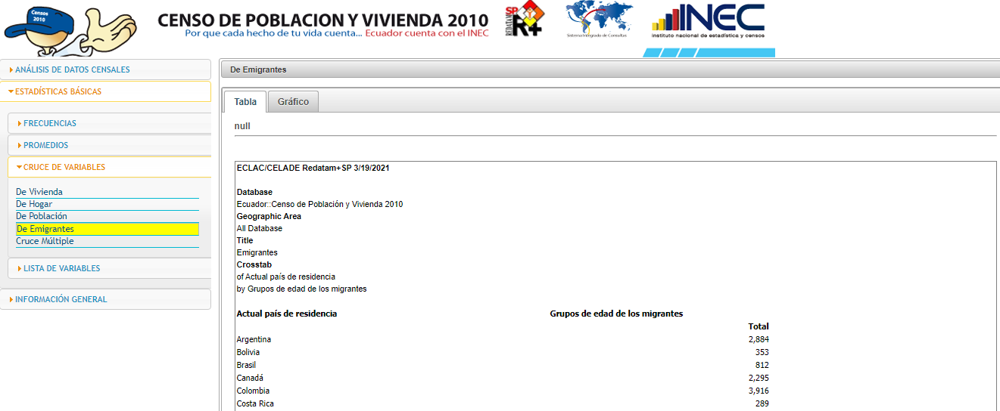 Censos
2010
CENSO DE POBLACION Y VIVIENDA 2010
Por que cada hecho de tu vida cuenta... Ecuador cuenta con el INEC
REDATAM
SP
R+
Sistema Integrado de Consultas
INEC
instituto nacional de estadística y censos
ANÁLISIS DE DATOS CENSALES
ESTADÍSTICAS BÁSICAS
FRECUENCIAS
PROMEDIOS
CRUCE DE VARIABLES
De Vivienda
De Hogar
De Población
De Emigrantes
Cruce Múltiple
LISTA DE VARIABLES
INFORMACIÓN GENERAL
De Emigrantes
Tabla Gráfico
null
ECLAC/CELADE Redatam+SP 3/19/2021
Database
Ecuador::Censo de Población y Vivienda 2010
Geographic Area
All Database
Title
Emigrantes
Crosstab
of Actual país de residencia
by Grupos de edad de los migrantes
Actual país de residencia Grupos de edad de los migrantes
Total
Argentina 2,884
Bolivia 353
Brasil 812
Canadá 2,295
Colombia 3,916
Costa Rica 289